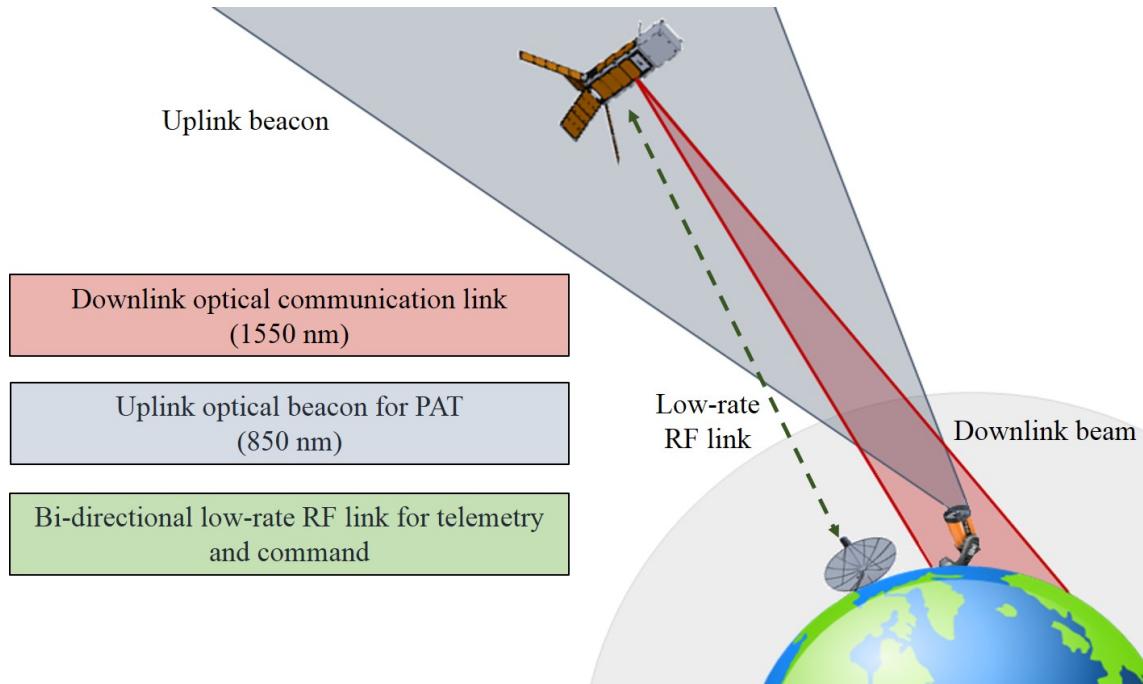 Uplink beacon
Downlink optical communication link
(1550 nm)
Uplink optical beacon for PAT
(850 nm)
Bi-directional low-rate RF link for telemetry
and command
Low-rate
RF link
Downlink beam